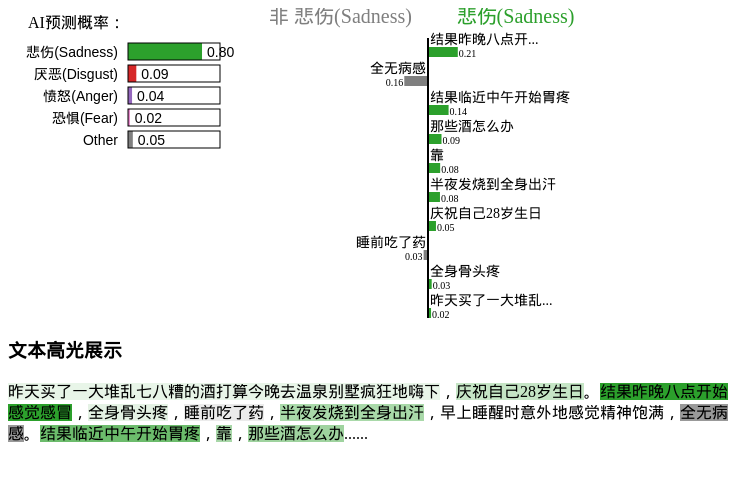 AI预测概率：
悲伤(Sadness) 0.80
厌恶(Disgust) 0.09
愤怒(Anger) 0.04
恐惧(Fear) 0.02
Other 0.05
非 悲伤(Sadness) 悲伤(Sadness)
结果昨晚八点开...
0.21
全无病感
0.16
结果临近中午开始胃疼
0.14
那些酒怎么办
0.09
靠
0.08
半夜发烧到全身出汗
0.08
庆祝自己28岁生日
0.05
睡前吃了药
0.03
全身骨头疼
0.03
昨天买了一大堆乱...
0.02
文本高光展示
昨天买了一大堆乱七八糟的酒打算今晚去温泉别墅疯狂地嗨下，庆祝自己28岁生日。结果昨晚八点开始
感觉感冒，全身骨头疼，睡前吃了药，半夜发烧到全身出汗，早上睡醒时意外地感觉精神饱满，全无病
感。结果临近中午开始胃疼，靠，那些酒怎么办......